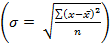 (σ = √(Σ(x−x̄)²/n))